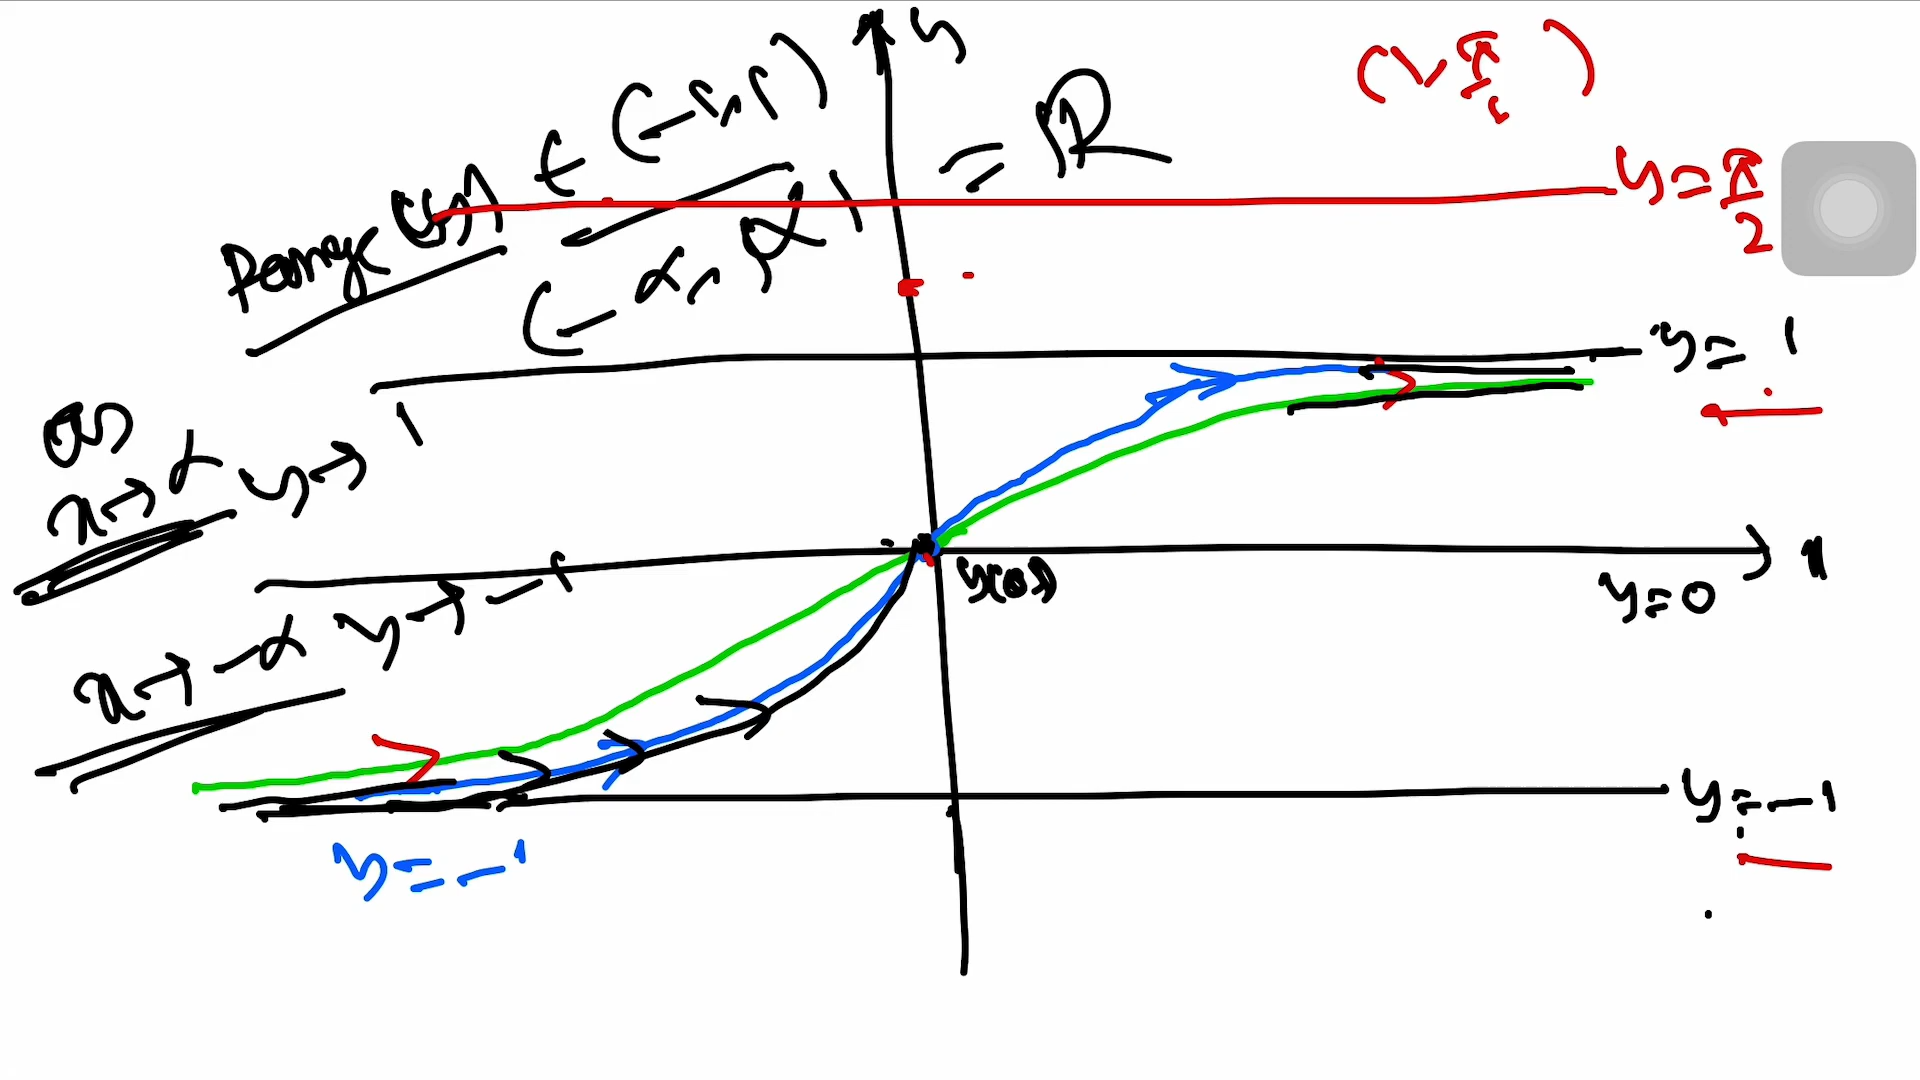 y
(1, π/2)
Range (y) ∈ (-1, 1)
(-α, α) = R
y = π/2
y = 1
as
x → α y → 1
x → -α y → -1
y(0)
x
y = 0
y = -1
y = -1